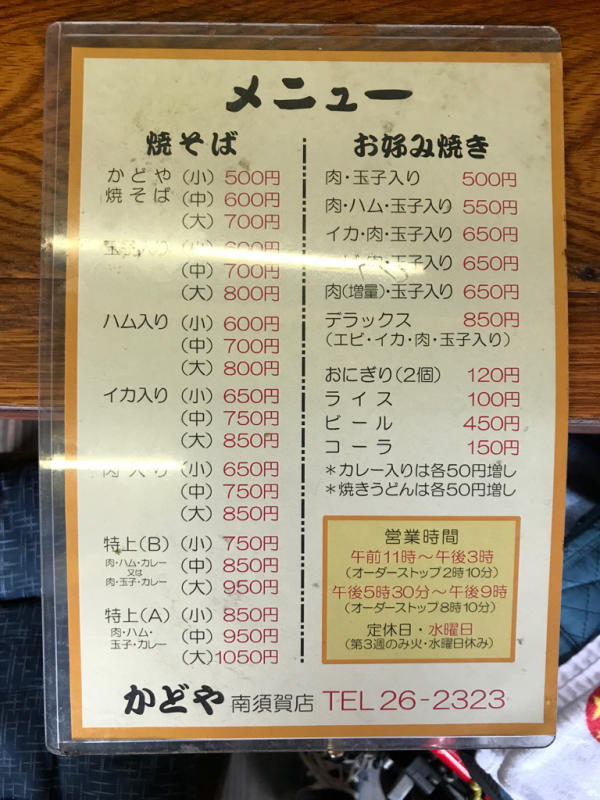 メニュー
焼そば
かどや (小) 500円
焼そば (中) 600円
(大) 700円
玉子入り (小) 600円
(中) 700円
(大) 800円
ハム入り (小) 600円
(中) 700円
(大) 800円
イカ入り (小) 650円
(中) 750円
(大) 850円
肉入り (小) 650円
(中) 750円
(大) 850円
特上(B) (小) 750円
肉・ハム・カレー (中) 850円
又は
肉・玉子・カレー (大) 950円
特上(A) (小) 850円
肉・ハム・ (中) 950円
玉子・カレー
(大) 1050円
お好み焼き
肉・玉子入り 500円
肉・ハム・玉子入り 550円
イカ・肉・玉子入り 650円
肉・玉子入り 650円
肉(増量)・玉子入り 650円
デラックス 850円
(エビ・イカ・肉・玉子入り)
おにぎり(2個) 120円
ライス 100円
ビール 450円
コーラ 150円
*カレー入りは各50円増し
*焼きうどんは各50円増し
営業時間
午前11時〜午後3時
(オーダーストップ2時10分)
午後5時30分〜午後9時
(オーダーストップ8時10分)
定休日・水曜日
(第3週のみ火・水曜日休み)
かどや 南須賀店 TEL 26-2323